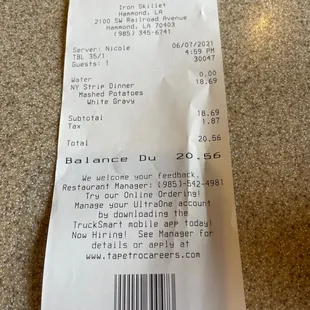 Iron Skillet
Hammond, LA
2100 SW Railroad Avenue
Hammond, LA 70403
(985) 345-6741
Server: Nicole 06/07/2021
TBL 35/1 4:59 PM
Guests: 1 30047
Water 0.00
NY Strip Dinner 18.69
Mashed Potatoes
White Gravy
Subtotal 18.69
Tax 1.87
Total 20.56
Balance Du 20.56
We welcome your feedback.
Restaurant Manager: (985)-542-4981
Try our Online Ordering!
Manage your UltraOne account
by downloading the
TruckSmart mobile app today!
Now Hiring! See Manager for
details or apply at
www.tapetrocareers.com